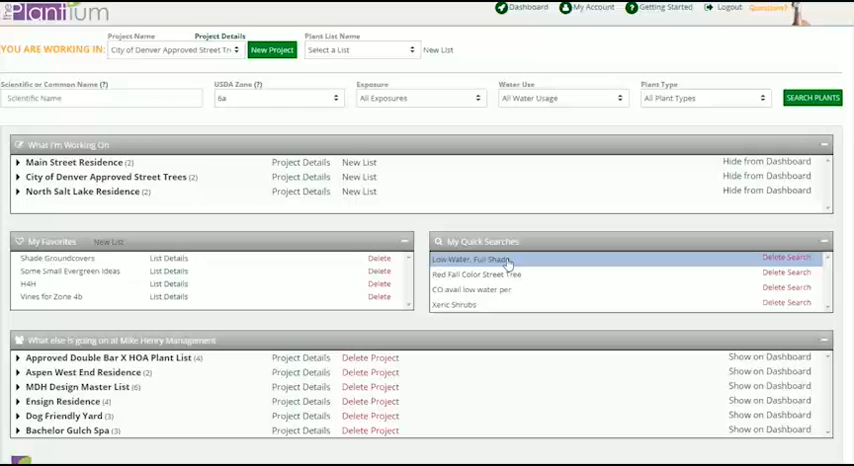 the Plantium
Dashboard My Account Getting Started Logout Questions?
Project Name Project Details Plant List Name
YOU ARE WORKING IN: City of Denver Approved Street Tr New Project Select a List New List
Scientific or Common Name (?) USDA Zone (?) Exposure Water Use Plant Type
Scientific Name 6a All Exposures All Water Usage All Plant Types SEARCH PLANTS
What I'm Working On
Main Street Residence (2) Project Details New List Hide from Dashboard
City of Denver Approved Street Trees (2) Project Details New List Hide from Dashboard
North Salt Lake Residence (2) Project Details New List Hide from Dashboard
My Favorites New List
Shade Groundcovers List Details Delete
Some Small Evergreen Ideas List Details Delete
H4H List Details Delete
Vines for Zone 4b List Details Delete
My Quick Searches
Low Water, Full Shade Delete Search
Red Fall Color Street Tree Delete Search
CO avail low water per Delete Search
Xeric Shrubs Delete Search
What else is going on at Mike Henry Management
Approved Double Bar X HOA Plant List (4) Project Details Delete Project Show on Dashboard
Aspen West End Residence (2) Project Details Delete Project Show on Dashboard
MDH Design Master List (6) Project Details Delete Project Show on Dashboard
Ensign Residence (4) Project Details Delete Project Show on Dashboard
Dog Friendly Yard (3) Project Details Delete Project Show on Dashboard
Bachelor Gulch Spa (3) Project Details Delete Project Show on Dashboard